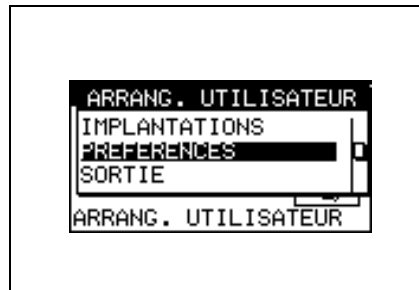 ARRANG. UTILISATEUR
IMPLANTATIONS
PREFERENCES
SORTIE
ARRANG. UTILISATEUR